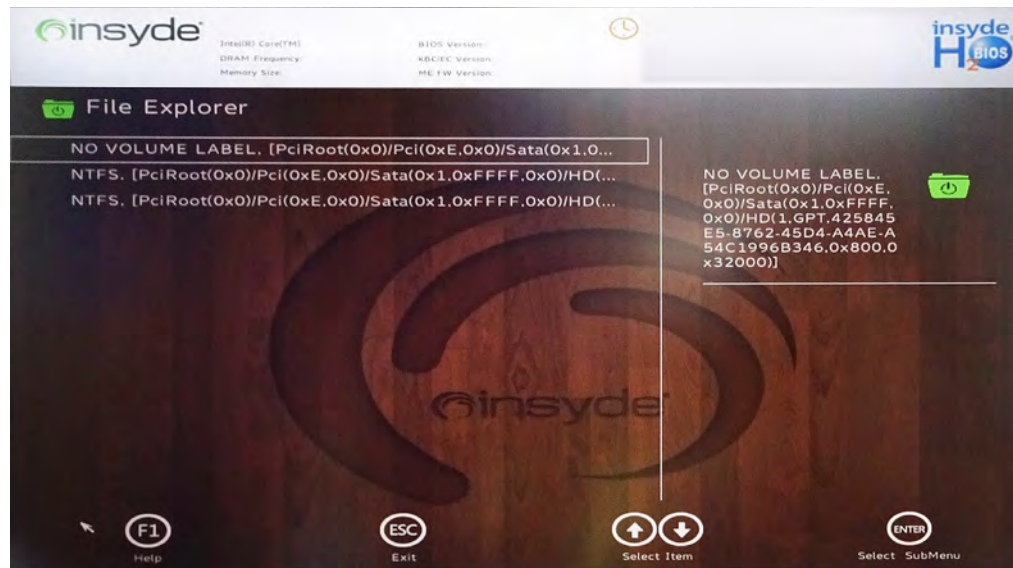 insyde
Intel(R) Core(TM)
DRAM Frequency:
Memory Size:
BIOS Version:
KBC/EC Version:
ME FW Version:
insyde
H2
BIOS
File Explorer
NO VOLUME LABEL, [PciRoot(0x0)/Pci(0xE,0x0)/Sata(0x1,0...
NTFS, [PciRoot(0x0)/Pci(0xE,0x0)/Sata(0x1,0xFFFF,0x0)/HD(...
NTFS, [PciRoot(0x0)/Pci(0xE,0x0)/Sata(0x1,0xFFFF,0x0)/HD(...
NO VOLUME LABEL,
[PciRoot(0x0)/Pci(0xE,
0x0)/Sata(0x1,0xFFFF,
0x0)/HD(1,GPT,425845
E5-8762-45D4-A4AE-A
54C1996B346,0x800,0
x32000)]
insyde
F1
Help
ESC
Exit
Select Item
ENTER
Select SubMenu